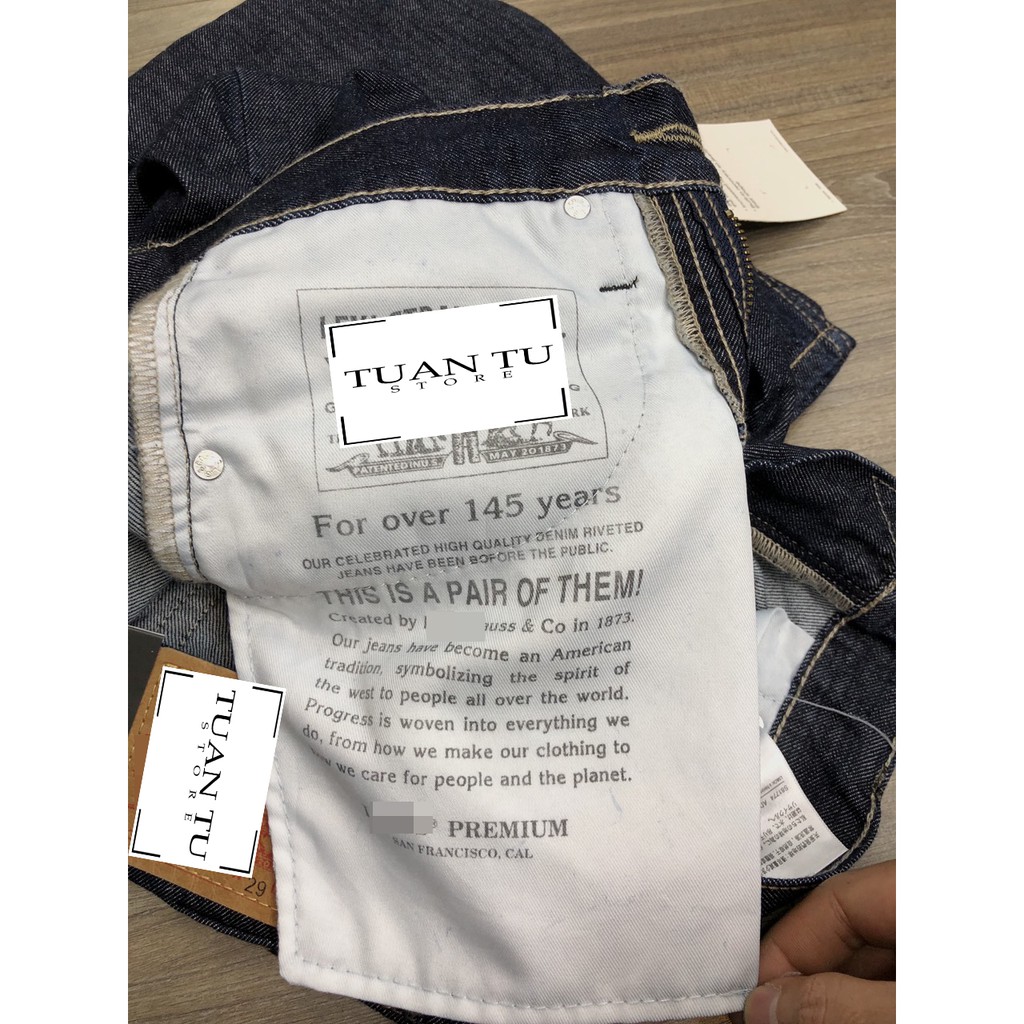 TUAN TU
STORE
PATENTED IN U.S. MAY 20 1873
For over 145 years
OUR CELEBRATED HIGH QUALITY DENIM RIVETED
JEANS HAVE BEEN BOFORE THE PUBLIC.
THIS IS A PAIR OF THEM!
Created by uss & Co in 1873.
Our jeans have become an American
tradition, symbolizing the spirit of
the west to people all over the world.
Progress is woven into everything we
do, from how we make our clothing to
we care for people and the planet.
PREMIUM
SAN FRANCISCO, CAL
TUAN TU
STORE
29